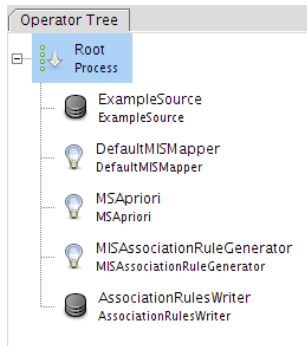 Operator Tree
Root
Process
ExampleSource
ExampleSource
DefaultMISMapper
DefaultMISMapper
MSApriori
MSApriori
MISAssociationRuleGenerator
MISAssociationRuleGenerator
AssociationRulesWriter
AssociationRulesWriter